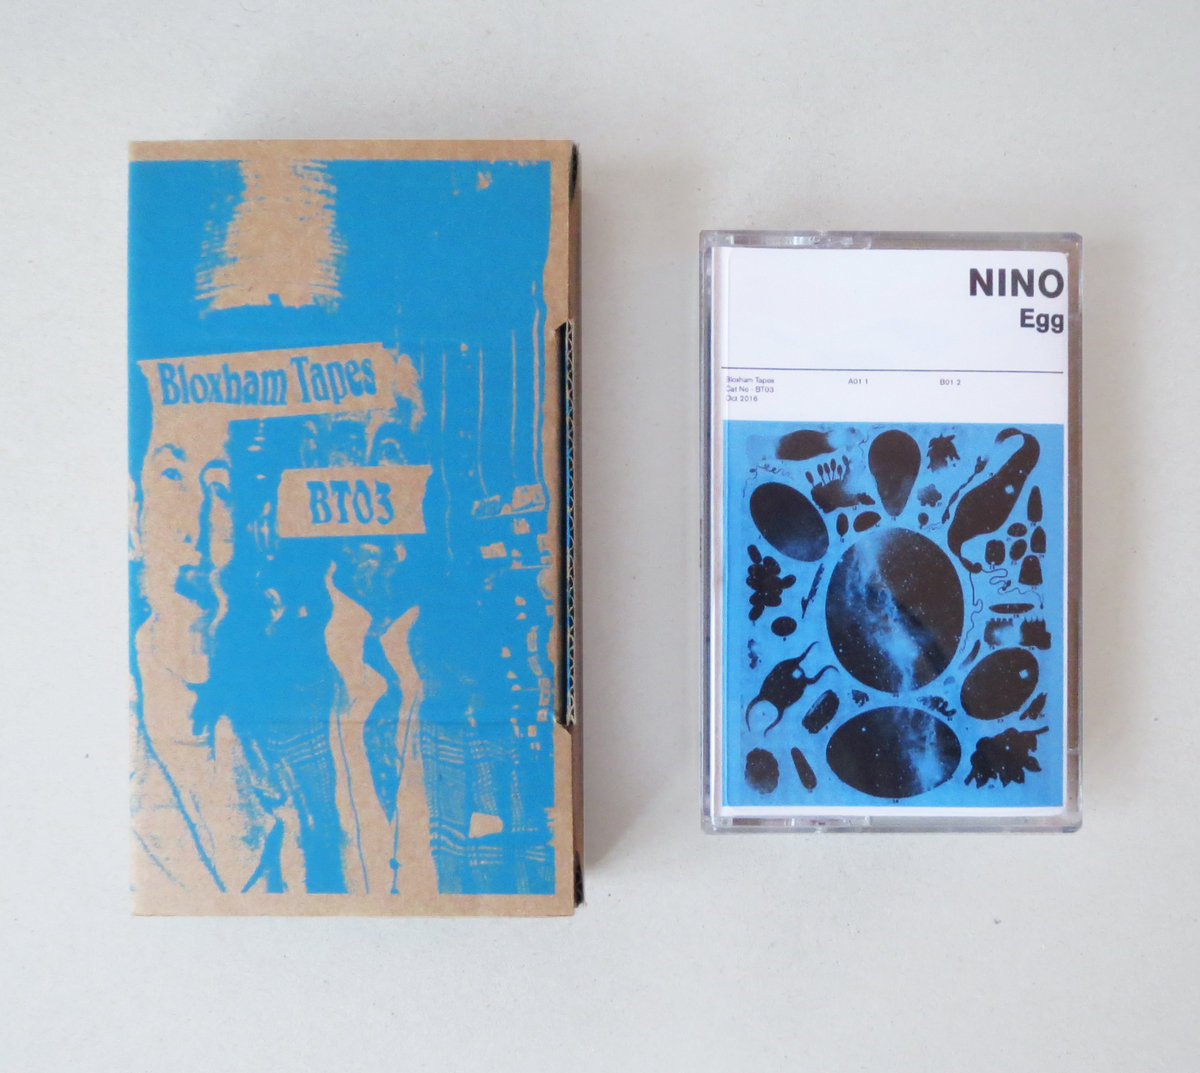 Bloxham Tapes
BT03
NINO
Egg
Bloxham Tapes
Cat No - BT03
Oct 2016
A01 1
B01 2